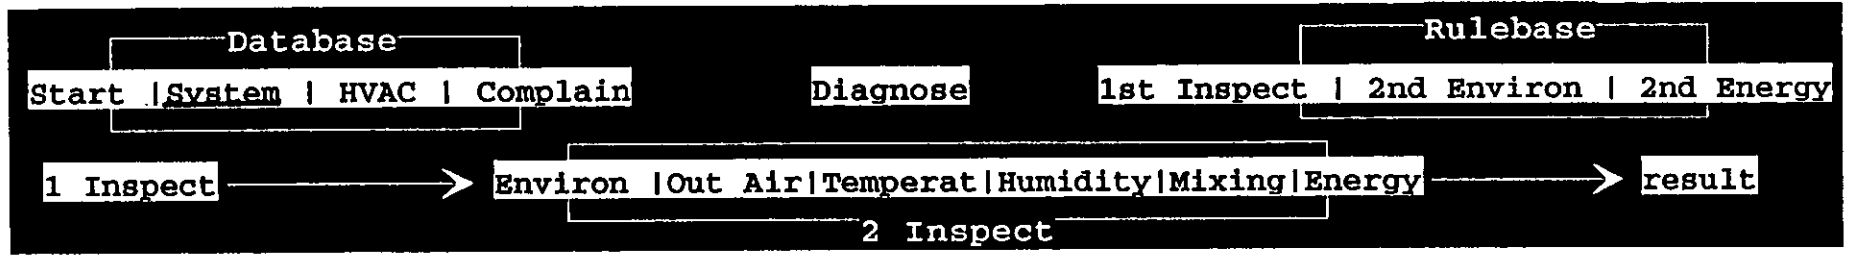 Database Rulebase
Start | System | HVAC | Complain Diagnose 1st Inspect | 2nd Environ | 2nd Energy
1 Inspect Environ |Out Air|Temperat|Humidity|Mixing|Energy result
2 Inspect